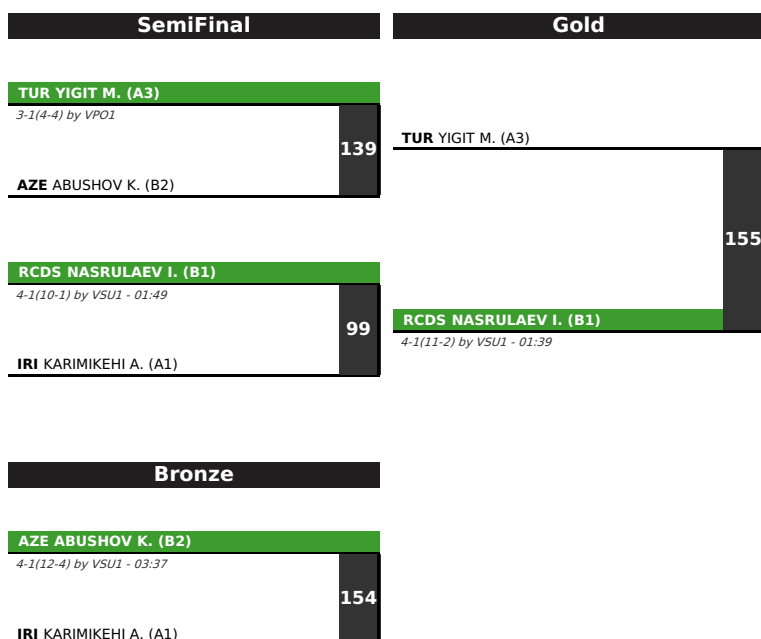 SemiFinal
TUR YIGIT M. (A3)
3-1(4-4) by VPO1
139
AZE ABUSHOV K. (B2)
RCDS NASRULAEV I. (B1)
4-1(10-1) by VSU1 - 01:49
99
IRI KARIMIKEHI A. (A1)
Gold
TUR YIGIT M. (A3)
155
RCDS NASRULAEV I. (B1)
4-1(11-2) by VSU1 - 01:39
Bronze
AZE ABUSHOV K. (B2)
4-1(12-4) by VSU1 - 03:37
154
IRI KARIMIKEHI A. (A1)